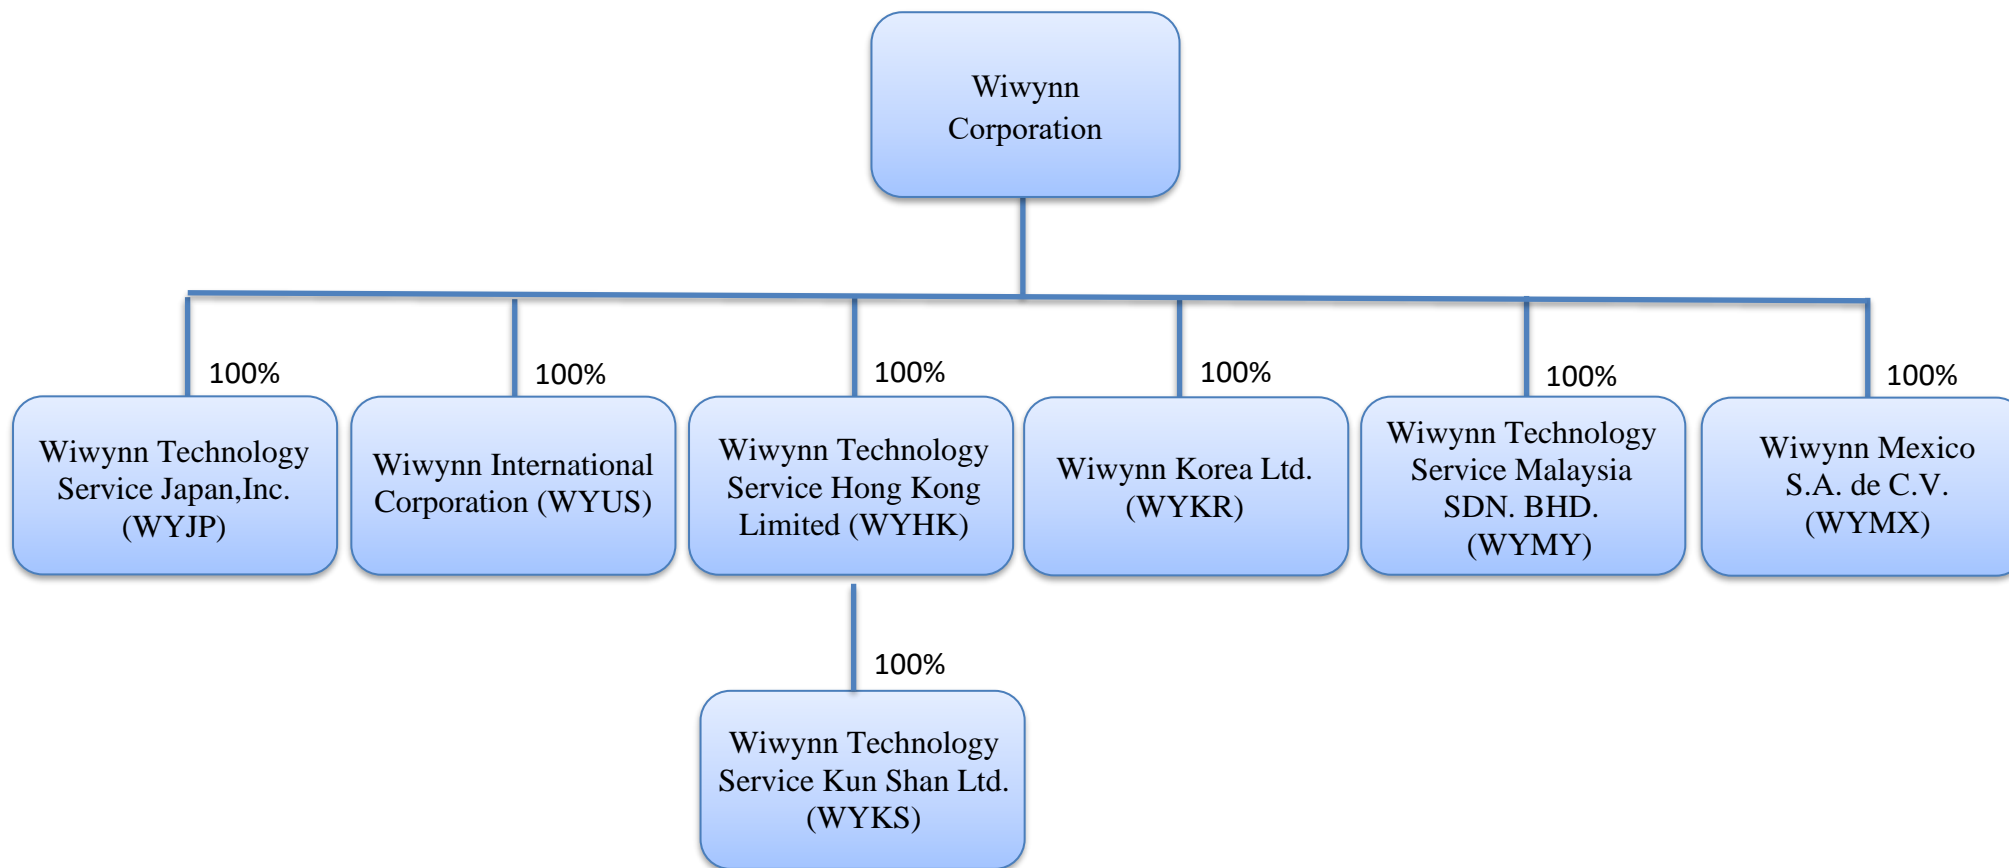 Wiwynn
Corporation
100%
100%
100%
100%
100%
100%
Wiwynn Technology
Service Japan,Inc.
(WYJP)
Wiwynn International
Corporation (WYUS)
Wiwynn Technology
Service Hong Kong
Limited (WYHK)
Wiwynn Korea Ltd.
(WYKR)
Wiwynn Technology
Service Malaysia
SDN. BHD.
(WYMY)
Wiwynn Mexico
S.A. de C.V.
(WYMX)
100%
Wiwynn Technology
Service Kun Shan Ltd.
(WYKS)